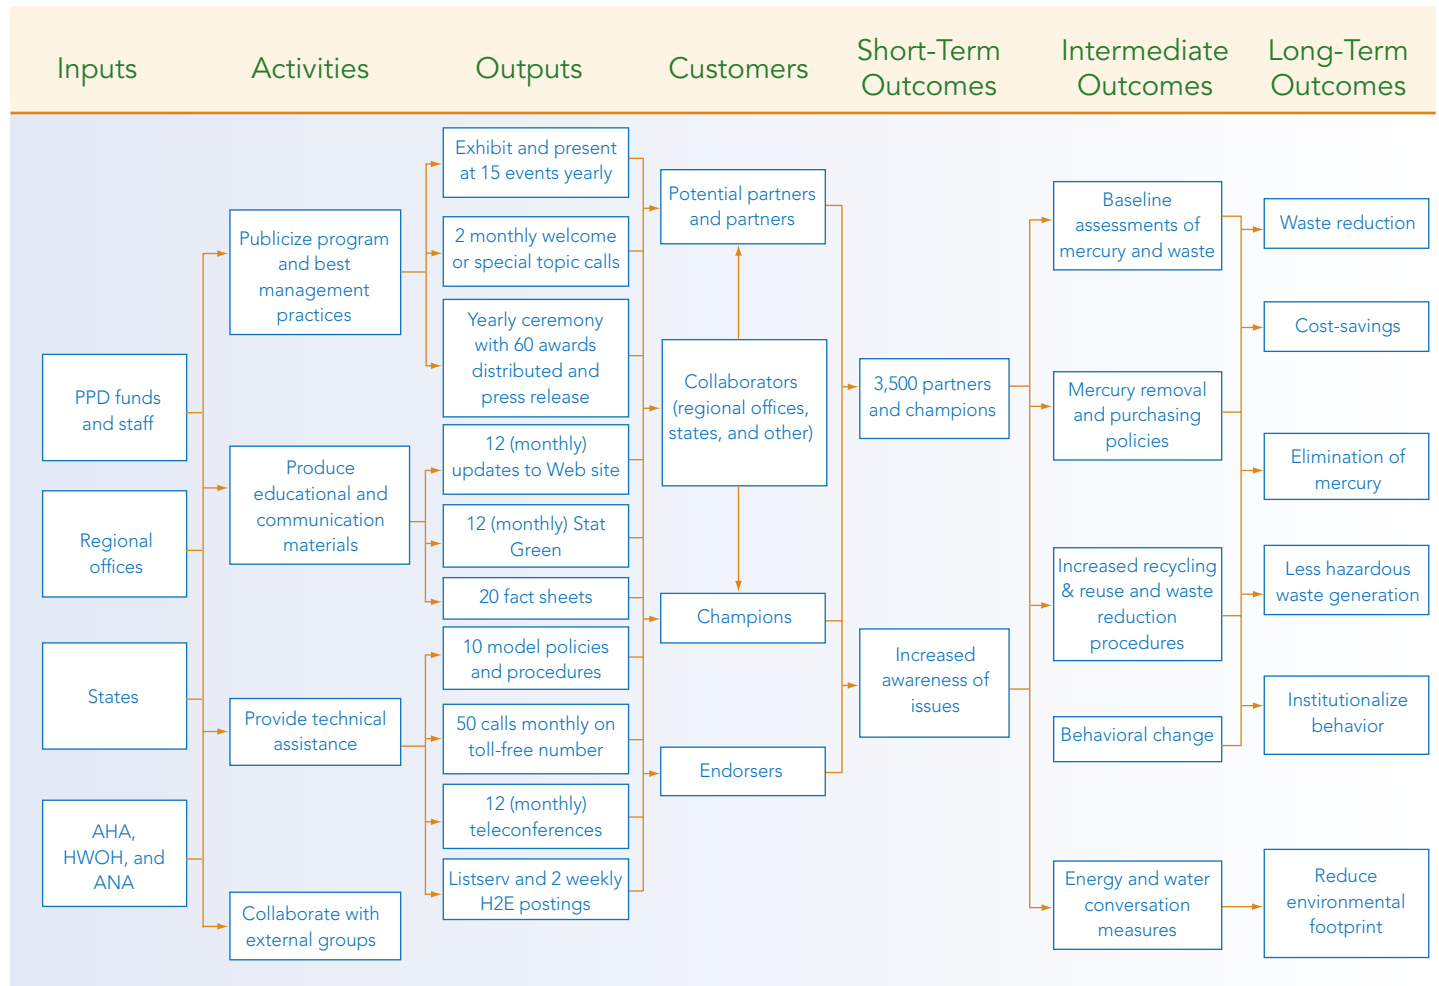 Inputs
Activities
Outputs
Customers
Short-Term
Outcomes
Intermediate
Outcomes
Long-Term
Outcomes
PPD funds
and staff
Regional
offices
States
AHA,
HWOH, and
ANA
Publicize program
and best
management
practices
Produce
educational and
communication
materials
Provide technical
assistance
Collaborate with
external groups
Exhibit and present
at 15 events yearly
2 monthly welcome
or special topic calls
Yearly ceremony
with 60 awards
distributed and
press release
12 (monthly)
updates to Web site
12 (monthly) Stat
Green
20 fact sheets
10 model policies
and procedures
50 calls monthly on
toll-free number
12 (monthly)
teleconferences
Listserv and 2 weekly
H2E postings
Potential partners
and partners
Collaborators
(regional offices,
states, and other)
Champions
Endorsers
3,500 partners
and champions
Increased
awareness of
issues
Baseline
assessments of
mercury and waste
Mercury removal
and purchasing
policies
Increased recycling
& reuse and waste
reduction
procedures
Behavioral change
Energy and water
conversation
measures
Waste reduction
Cost-savings
Elimination of
mercury
Less hazardous
waste generation
Institutionalize
behavior
Reduce
environmental
footprint